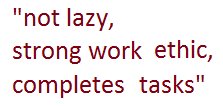 "not lazy,
strong work ethic,
completes tasks"